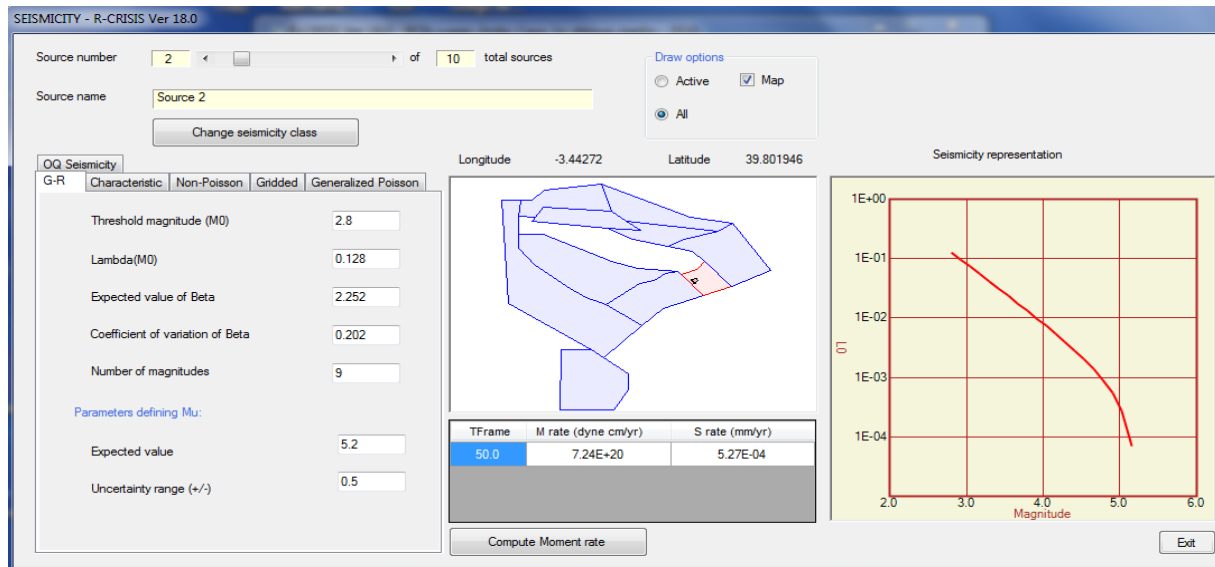 SEISMICITY - R-CRISIS Ver 18.0
Source number 2 of 10 total sources
Source name Source 2
Change seismicity class
Draw options
Active Map
All
OQ Seismicity
G-R Characteristic Non-Poisson Gridded Generalized Poisson
Threshold magnitude (M0) 2.8
Lambda(M0) 0.128
Expected value of Beta 2.252
Coefficient of variation of Beta 0.202
Number of magnitudes 9
Parameters defining Mu:
Expected value 5.2
Uncertainty range (+/-) 0.5
Longitude -3.44272 Latitude 39.801946
TFrame M rate (dyne cm/yr) S rate (mm/yr)
50.0 7.24E+20 5.27E-04
Compute Moment rate
Seismicity representation
1E+00
1E-01
1E-02
L0
1E-03
1E-04
2.0 3.0 4.0 5.0 6.0
Magnitude
Exit